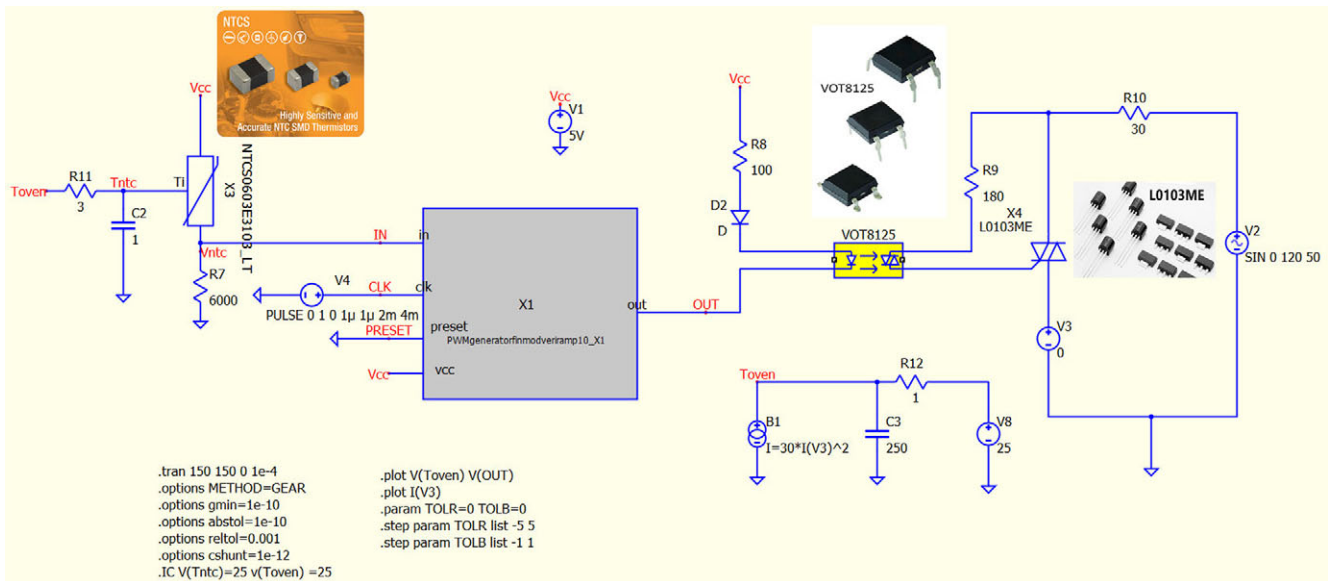 NTCS
Highly Sensitive and
Accurate NTC SMD Thermistors
Vcc
Toven
R11
3
Tntc
Ti
C2
1
X3
NTCS0603E3103_LT
Vntc
R7
6000
IN
in
V4
CLK
clk
PULSE 0 1 0 1µ 1µ 2m 4m
PRESET
preset
Vcc
vcc
X1
PWMgeneratorfinmodveriramp10_X1
out
OUT
Vcc
V1
5V
Vcc
R8
100
D2
D
VOT8125
VOT8125
R9
180
X4
L0103ME
R10
30
L0103ME
V2
SIN 0 120 50
V3
0
Toven
B1
I=30*I(V3)^2
C3
250
R12
1
V8
25
.tran 150 150 0 1e-4
.options METHOD=GEAR
.options gmin=1e-10
.options abstol=1e-10
.options reltol=0.001
.options cshunt=1e-12
.IC V(Tntc)=25 v(Toven) =25
.plot V(Toven) V(OUT)
.plot I(V3)
.param TOLR=0 TOLB=0
.step param TOLR list -5 5
.step param TOLB list -1 1